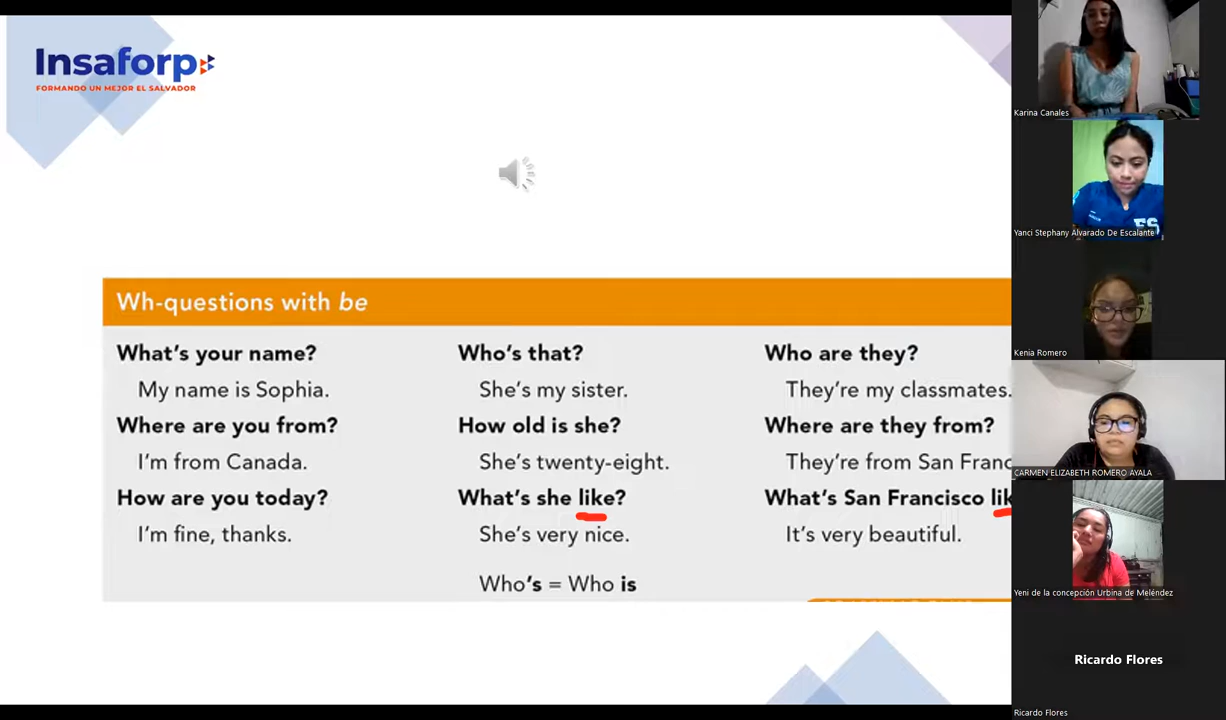 Insaforp
FORMANDO UN MEJOR EL SALVADOR
Wh-questions with be
What's your name?
My name is Sophia.
Where are you from?
I'm from Canada.
How are you today?
I'm fine, thanks.
Who's that?
She's my sister.
How old is she?
She's twenty-eight.
What's she like?
She's very nice.
Who's = Who is
Who are they?
They're my classmates.
Where are they from?
They're from San Franc
What's San Francisco lik
It's very beautiful.
Karina Canales
Yanci Stephany Alvarado De Escalante
ES
Kenia Romero
CARMEN ELIZABETH ROMERO AYALA
Yeni de la concepción Urbina de Meléndez
Ricardo Flores
Ricardo Flores